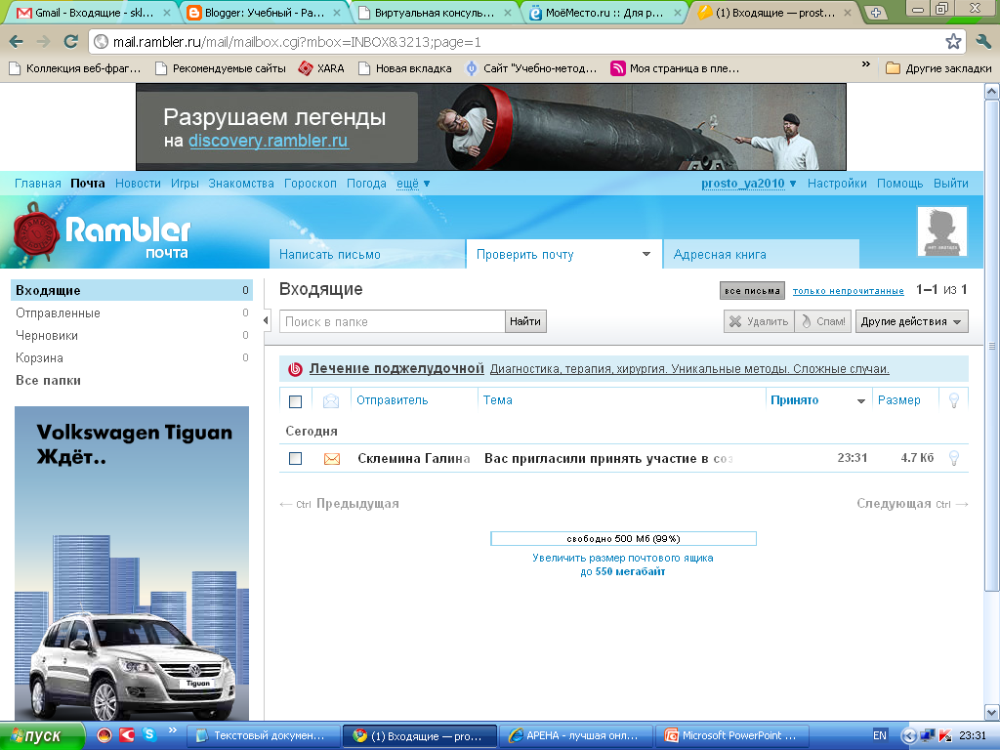 Gmail - Входящие - skl...
Blogger: Учебный - Ра...
Виртуальная консуль...
МоёМесто.ru :: Для р...
(1) Входящие — prost...
mail.rambler.ru/mail/mailbox.cgi?mbox=INBOX&3213;page=1
Коллекция веб-фраг...
Рекомендуемые сайты
XARA
Новая вкладка
Сайт "Учебно-метод...
Моя страница в пле...
»
Другие закладки
Разрушаем легенды
на discovery.rambler.ru
Главная Почта Новости Игры Знакомства Гороскоп Погода ещё ▼
prosto_ya2010 ▼ Настройки Помощь Выйти
Rambler
почта
нет аватара
Написать письмо
Проверить почту
Адресная книга
Входящие 0
Отправленные 0
Черновики 0
Корзина 0
Все папки
Volkswagen Tiguan
Ждёт..
Tiguan
Входящие
все письма только непрочитанные 1–1 из 1
Поиск в папке Найти
Удалить Спам! Другие действия
Лечение поджелудочной Диагностика, терапия, хирургия. Уникальные методы. Сложные случаи.
Отправитель Тема Принято Размер
Сегодня
Склемина Галина Вас пригласили принять участие в соз 23:31 4.7 Кб
← Ctrl Предыдущая
Следующая Ctrl →
свободно 500 Мб (99%)
Увеличить размер почтового ящика
до 550 мегабайт
пуск
»
Текстовый докумен...
(1) Входящие — pro...
АРЕНА - лучшая онл...
Microsoft PowerPoint ...
EN
23:31